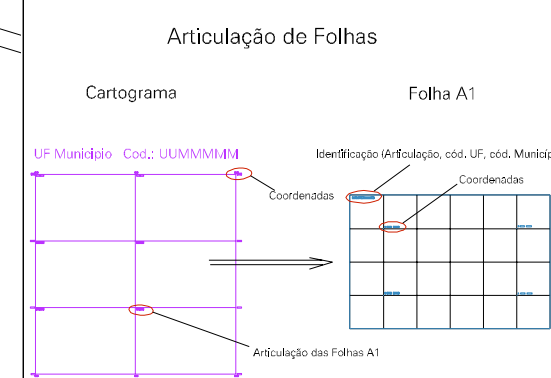 Articulação de Folhas
Cartograma
Folha A1
UF Municipio Cod.: UUMMMMM
Identificação (Articulação, cód. UF, cód. Municíp
Coordenadas
Coordenadas
Articulação das Folhas A1